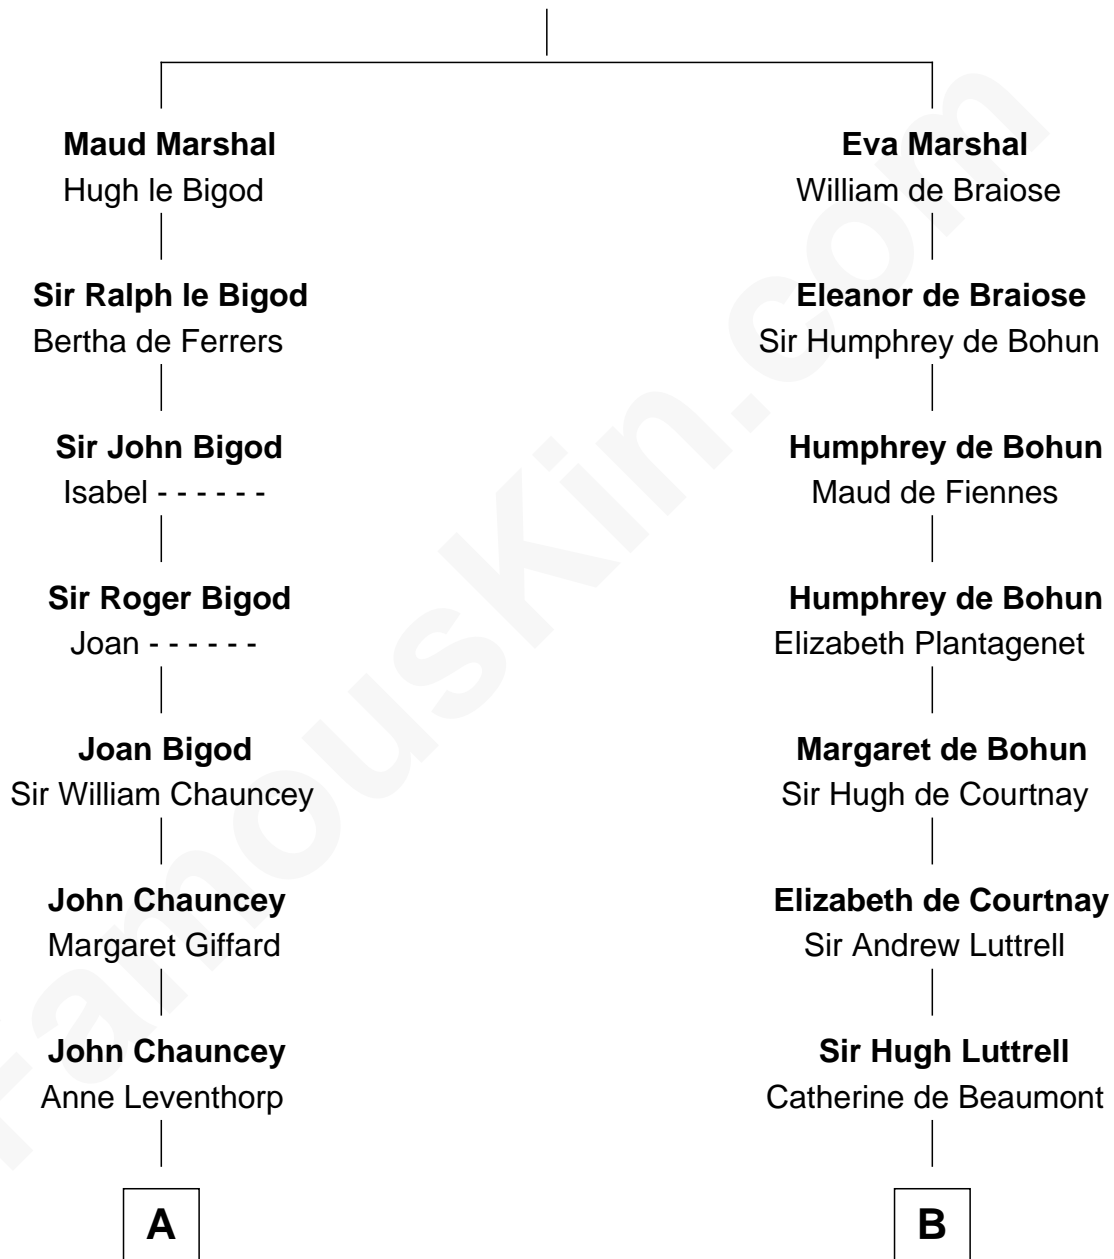 Maud Marshal
Hugh le Bigod
Sir Ralph le Bigod
Bertha de Ferrers
Sir John Bigod
Isabel - - - - - -
Sir Roger Bigod
Joan - - - - - -
Joan Bigod
Sir William Chauncey
John Chauncey
Margaret Giffard
John Chauncey
Anne Leventhorp
A
Eva Marshal
William de Braiose
Eleanor de Braiose
Sir Humphrey de Bohun
Humphrey de Bohun
Maud de Fiennes
Humphrey de Bohun
Elizabeth Plantagenet
Margaret de Bohun
Sir Hugh de Courtnay
Elizabeth de Courtnay
Sir Andrew Luttrell
Sir Hugh Luttrell
Catherine de Beaumont
B
FamousKin.com